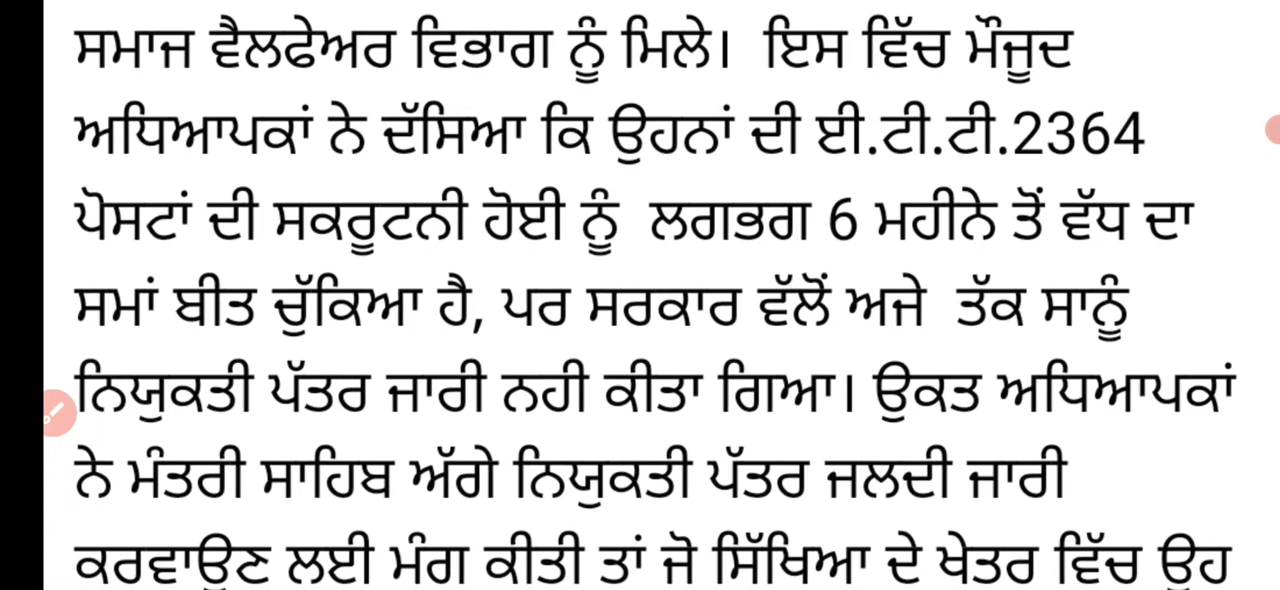 ਸਮਾਜ ਵੈਲਫੇਅਰ ਵਿਭਾਗ ਨੂੰ ਮਿਲੇ। ਇਸ ਵਿੱਚ ਮੌਜੂਦ
ਅਧਿਆਪਕਾਂ ਨੇ ਦੱਸਿਆ ਕਿ ਉਹਨਾਂ ਦੀ ਈ.ਟੀ.ਟੀ.2364
ਪੋਸਟਾਂ ਦੀ ਸਕਰੂਟਨੀ ਹੋਈ ਨੂੰ ਲਗਭਗ 6 ਮਹੀਨੇ ਤੋਂ ਵੱਧ ਦਾ
ਸਮਾਂ ਬੀਤ ਚੁੱਕਿਆ ਹੈ, ਪਰ ਸਰਕਾਰ ਵੱਲੋਂ ਅਜੇ ਤੱਕ ਸਾਨੂੰ
ਨਿਯੁਕਤੀ ਪੱਤਰ ਜਾਰੀ ਨਹੀ ਕੀਤਾ ਗਿਆ। ਉਕਤ ਅਧਿਆਪਕਾਂ
ਨੇ ਮੰਤਰੀ ਸਾਹਿਬ ਅੱਗੇ ਨਿਯੁਕਤੀ ਪੱਤਰ ਜਲਦੀ ਜਾਰੀ
ਕਰਵਾਉਣ ਲਈ ਮੰਗ ਕੀਤੀ ਤਾਂ ਜੋ ਸਿੱਖਿਆ ਦੇ ਖੇਤਰ ਵਿੱਚ ਉਹ